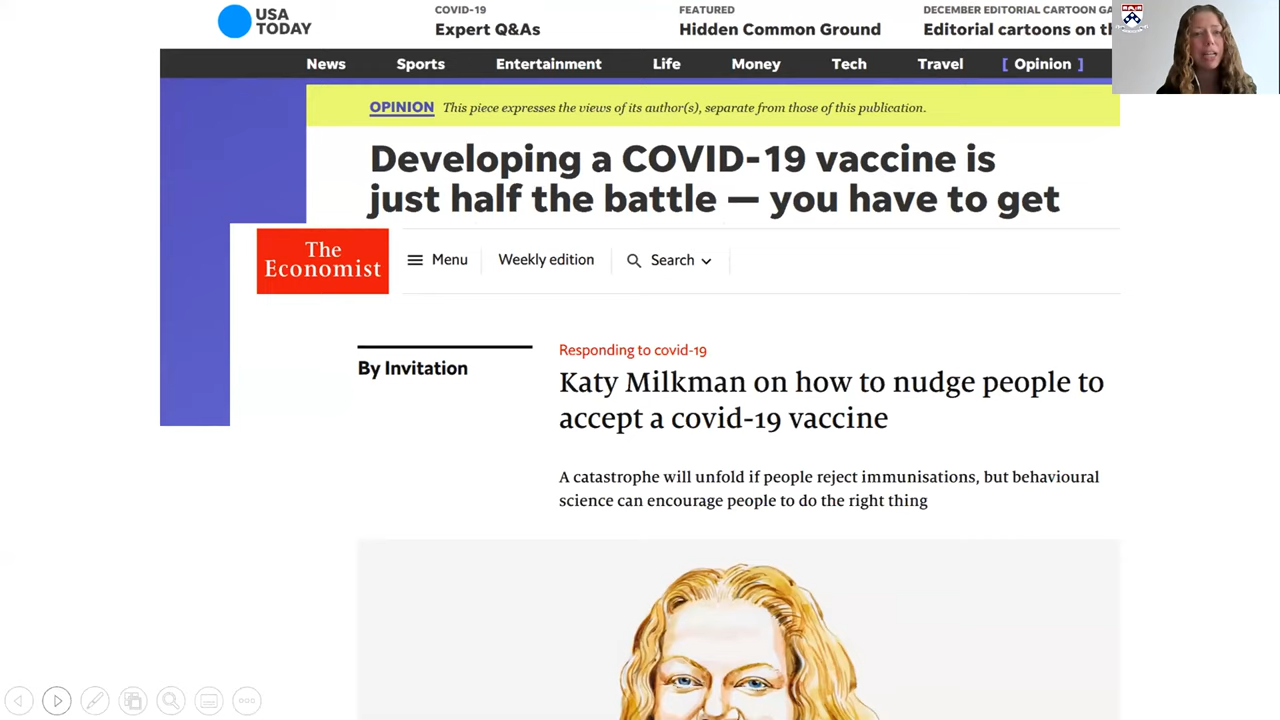 USA
TODAY
COVID-19
Expert Q&As
FEATURED
Hidden Common Ground
DECEMBER EDITORIAL CARTOON GA
Editorial cartoons on th
News Sports Entertainment Life Money Tech Travel [ Opinion ]
OPINION This piece expresses the views of its author(s), separate from those of this publication.
Developing a COVID-19 vaccine is
just half the battle — you have to get
The
Economist
Menu Weekly edition Search
By Invitation
Responding to covid-19
Katy Milkman on how to nudge people to
accept a covid-19 vaccine
A catastrophe will unfold if people reject immunisations, but behavioural
science can encourage people to do the right thing